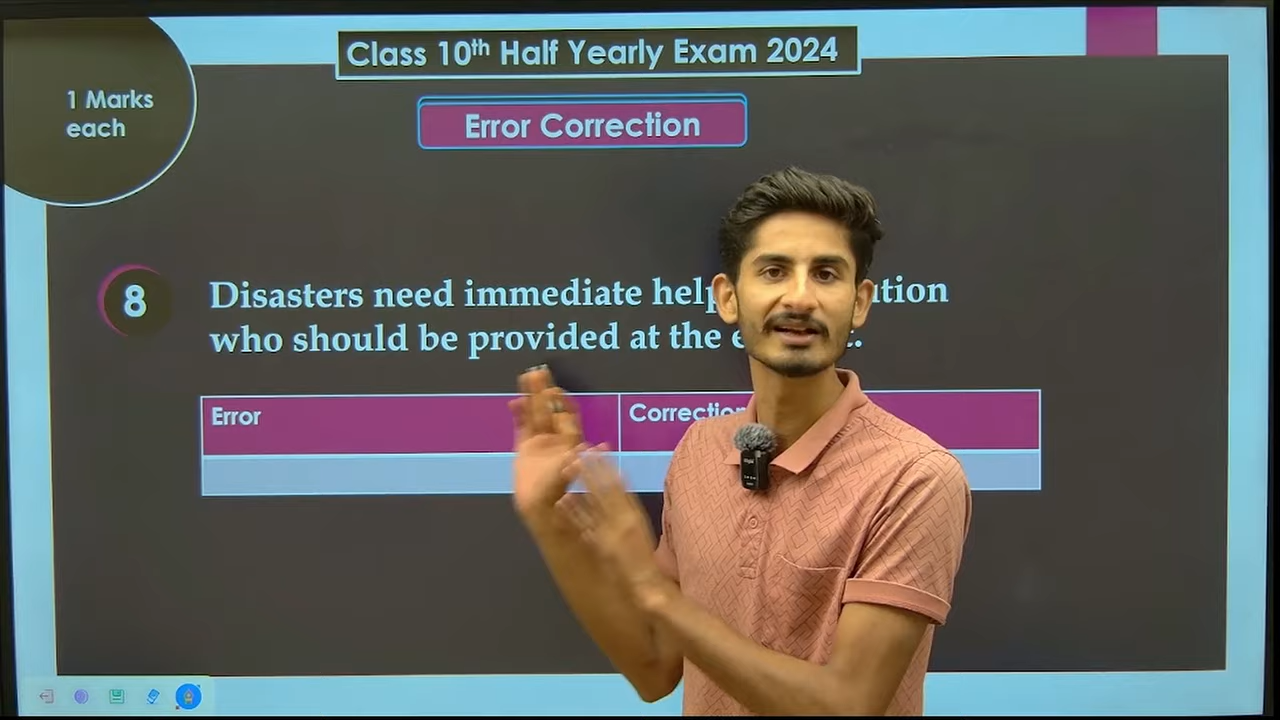 Class 10th Half Yearly Exam 2024
1 Marks
each
Error Correction
8
Disasters need immediate help
who should be provided at the
Error
Correction